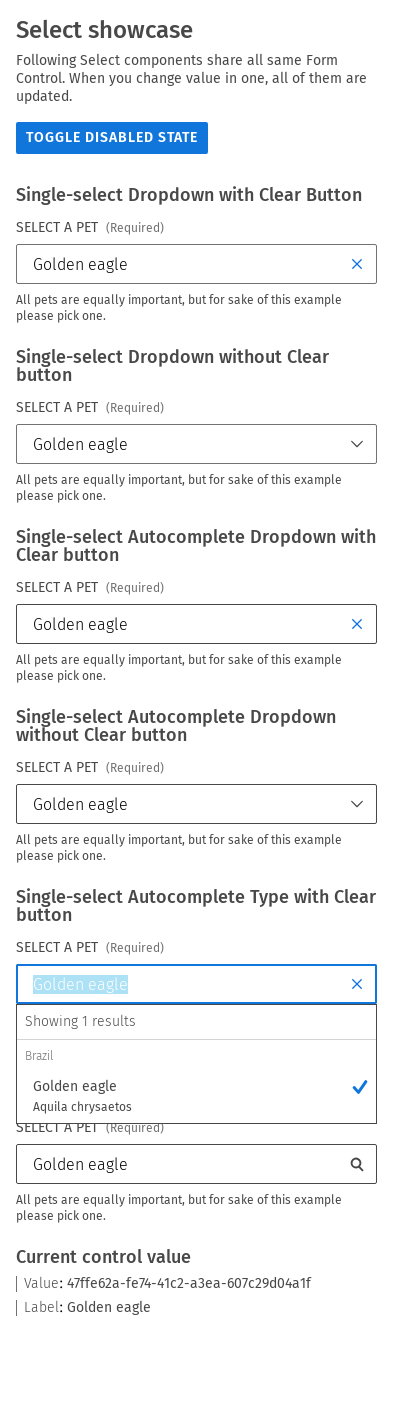 Select showcase
Following Select components share all same Form
Control. When you change value in one, all of them are
updated.
TOGGLE DISABLED STATE
Single-select Dropdown with Clear Button
SELECT A PET (Required)
Golden eagle
All pets are equally important, but for sake of this example
please pick one.
Single-select Dropdown without Clear
button
SELECT A PET (Required)
Golden eagle
All pets are equally important, but for sake of this example
please pick one.
Single-select Autocomplete Dropdown with
Clear button
SELECT A PET (Required)
Golden eagle
All pets are equally important, but for sake of this example
please pick one.
Single-select Autocomplete Dropdown
without Clear button
SELECT A PET (Required)
Golden eagle
All pets are equally important, but for sake of this example
please pick one.
Single-select Autocomplete Type with Clear
button
SELECT A PET (Required)
Golden eagle
Showing 1 results
Brazil
Golden eagle
Aquila chrysaetos
SELECT A PET (Required)
Golden eagle
All pets are equally important, but for sake of this example
please pick one.
Current control value
Value: 47ffe62a-fe74-41c2-a3ea-607c29d04a1f
Label: Golden eagle